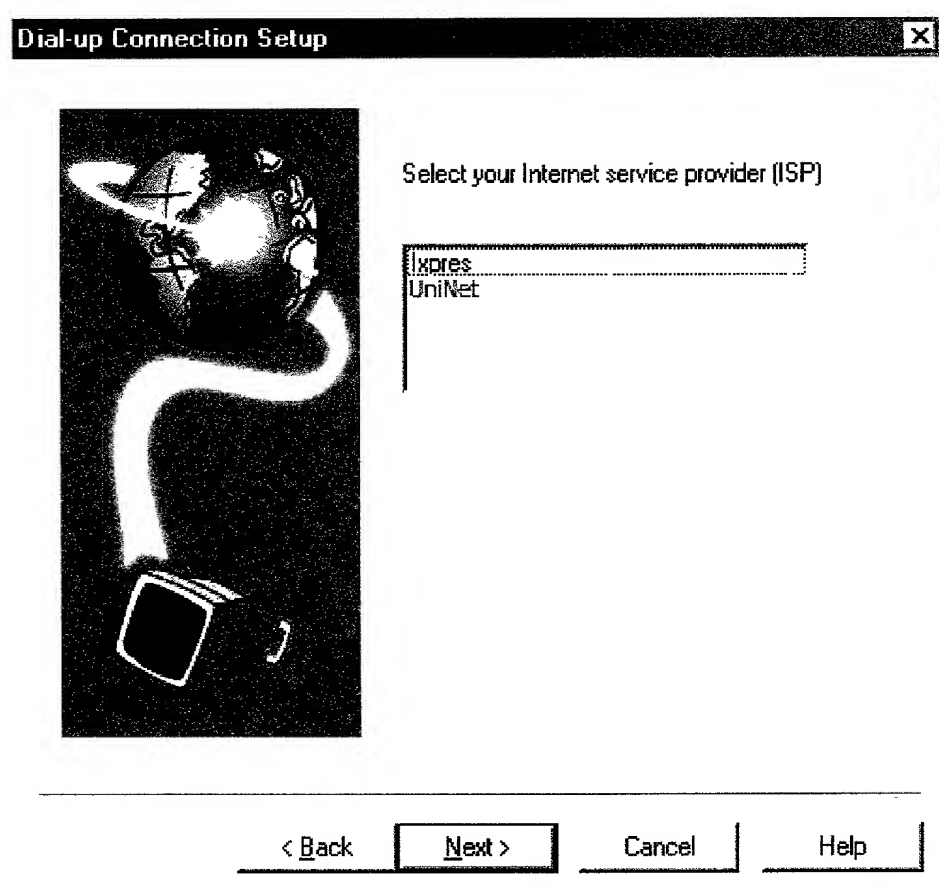 Dial-up Connection Setup
Select your Internet service provider (ISP)
Ixpres
UniNet
< Back
Next >
Cancel
Help